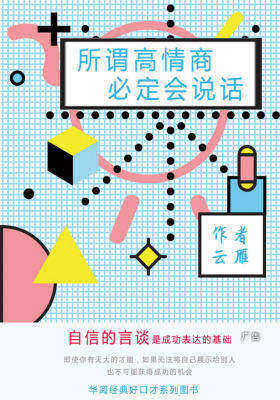 所谓高情商
必定会说话
作者
云雁
自信的言谈是成功表达的基础
即使你有天大的才能，如果无法将自己展示给别人
也不可能获得成功的机会
华阅经典好口才系列图书